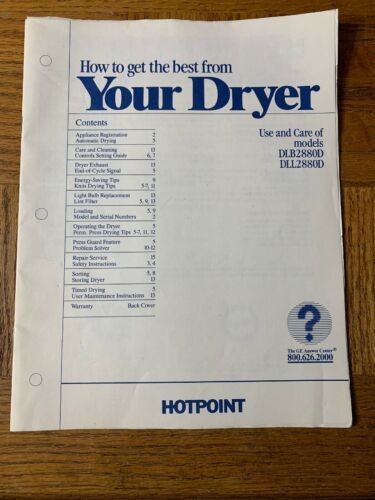 How to get the best from
Your Dryer
Contents
Appliance Registration 2
Automatic Drying 5
Care and Cleaning 13
Controls Setting Guide 6, 7
Dryer Exhaust 13
End-of-Cycle Signal 5
Energy-Saving Tips 9
Knits Drying Tips 5-7, 11
Light Bulb Replacement 13
Lint Filter 5, 9, 13
Loading 5, 9
Model and Serial Numbers 2
Operating the Dryer 5
Perm. Press Drying Tips 5-7, 11, 12
Press Guard Feature 5
Problem Solver 10-12
Repair Service 15
Safety Instructions 3, 4
Sorting 5, 8
Storing Dryer 13
Timed Drying 5
User Maintenance Instructions 13
Warranty Back Cover
Use and Care of
models
DLB2880D
DLL2880D
?
The GE Answer Center®
800.626.2000
HOTPOINT